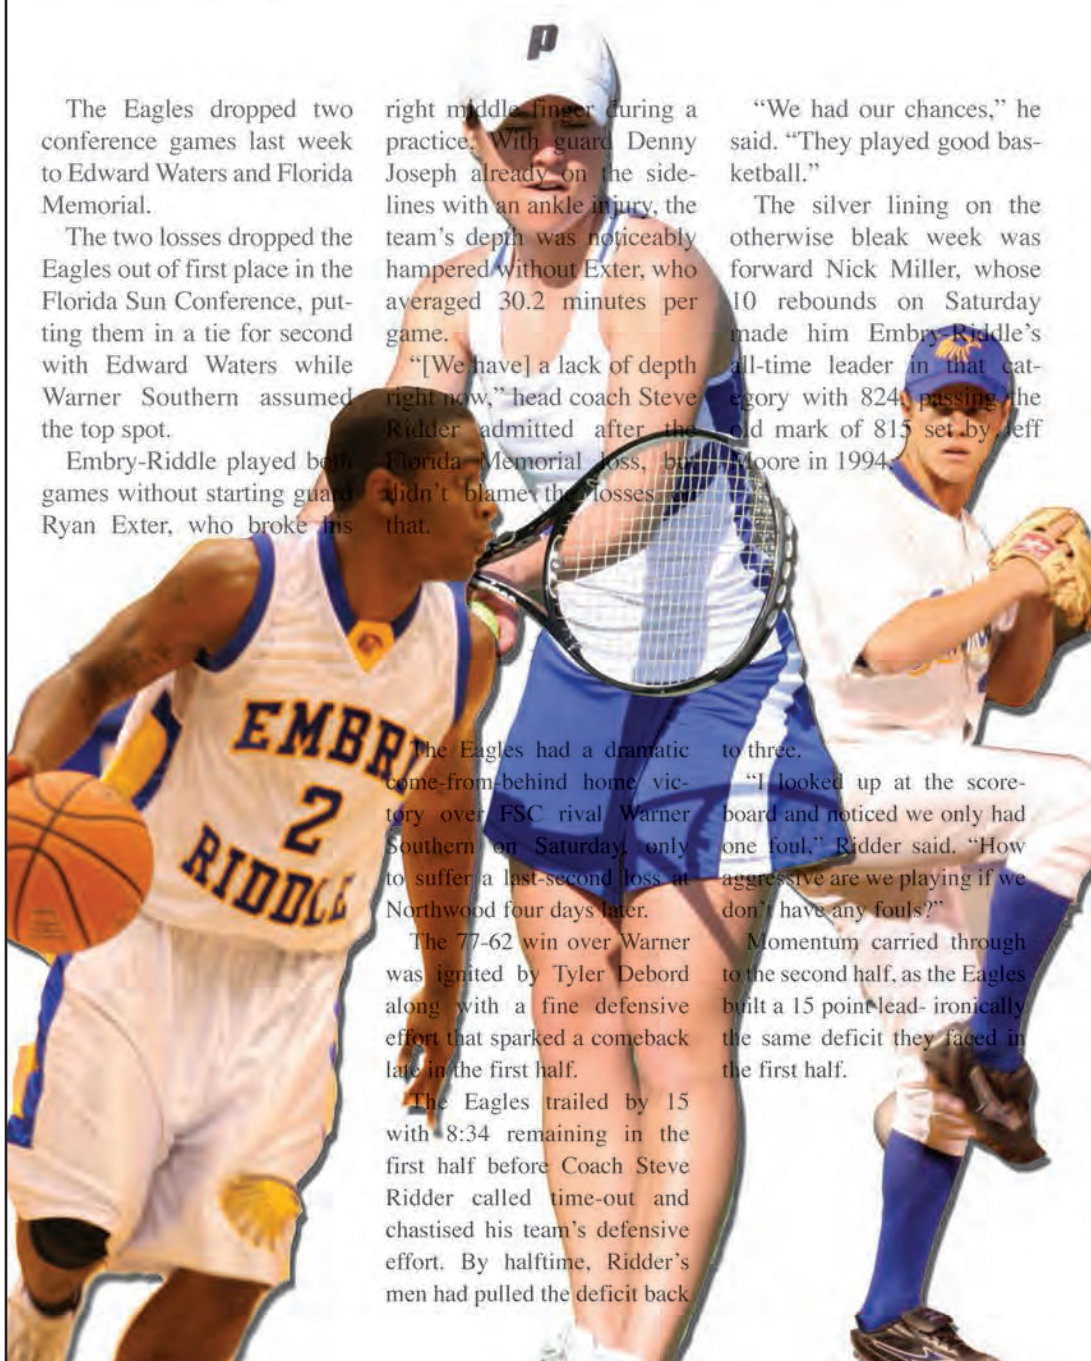 The Eagles dropped two
conference games last week
to Edward Waters and Florida
Memorial.
The two losses dropped the
Eagles out of first place in the
Florida Sun Conference, put-
ting them in a tie for second
with Edward Waters while
Warner Southern assumed
the top spot.
Embry-Riddle played both
games without starting guard
Ryan Exter, who broke his
right middle finger during a
practice. With guard Denny
Joseph already on the side-
lines with an ankle injury, the
team's depth was noticeably
hampered without Exter, who
averaged 30.2 minutes per
game.
"[We have] a lack of depth
right now," head coach Steve
Ridder admitted after the
Florida Memorial loss, but
didn't blame the losses on
that.
"We had our chances," he
said. "They played good bas-
ketball."
The silver lining on the
otherwise bleak week was
forward Nick Miller, whose
10 rebounds on Saturday
made him Embry-Riddle's
all-time leader in that cat-
egory with 824, passing the
old mark of 815 set by Jeff
Moore in 1994.
The Eagles had a dramatic
come-from-behind home vic-
tory over FSC rival Warner
Southern on Saturday, only
to suffer a last-second loss at
Northwood four days later.
The 77-62 win over Warner
was ignited by Tyler Debord
along with a fine defensive
effort that sparked a comeback
late in the first half.
The Eagles trailed by 15
with 8:34 remaining in the
first half before Coach Steve
Ridder called time-out and
chastised his team's defensive
effort. By halftime, Ridder's
men had pulled the deficit back
to three.
"I looked up at the score-
board and noticed we only had
one foul," Ridder said. "How
aggressive are we playing if we
don't have any fouls?"
Momentum carried through
to the second half, as the Eagles
built a 15 point lead- ironically
the same deficit they faced in
the first half.
P
EMBRY
2
RIDDLE